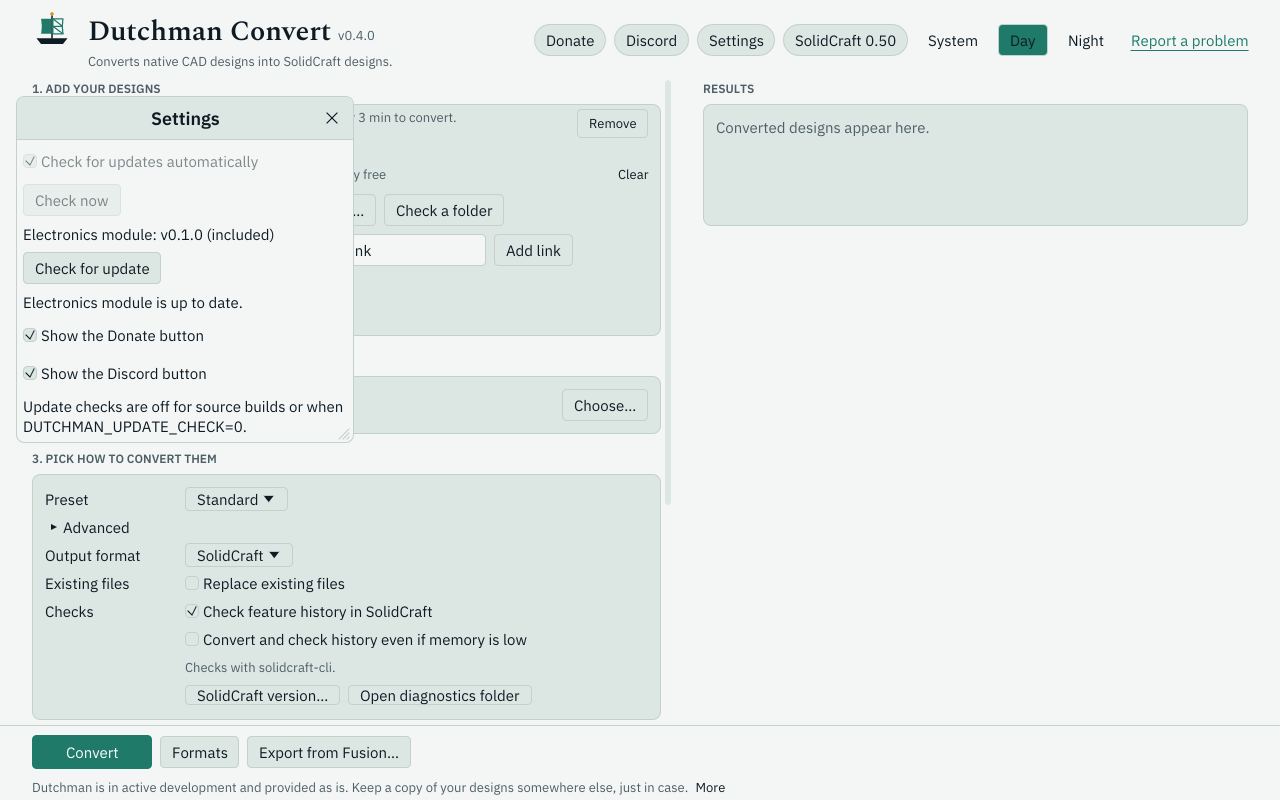 Dutchman Convert v0.4.0
Converts native CAD designs into SolidCraft designs.
Donate
Discord
Settings
SolidCraft 0.50
System
Day
Night
Report a problem
1. ADD YOUR DESIGNS
3 min to convert.
Remove
free
Clear
...
Check a folder
Add link
Settings
Check for updates automatically
Check now
Electronics module: v0.1.0 (included)
Check for update
Electronics module is up to date.
Show the Donate button
Show the Discord button
Update checks are off for source builds or when
DUTCHMAN_UPDATE_CHECK=0.
Choose...
3. PICK HOW TO CONVERT THEM
Preset
Standard
Advanced
Output format
SolidCraft
Existing files
Replace existing files
Checks
Check feature history in SolidCraft
Convert and check history even if memory is low
Checks with solidcraft-cli.
SolidCraft version...
Open diagnostics folder
RESULTS
Converted designs appear here.
Convert
Formats
Export from Fusion...
Dutchman is in active development and provided as is. Keep a copy of your designs somewhere else, just in case. More